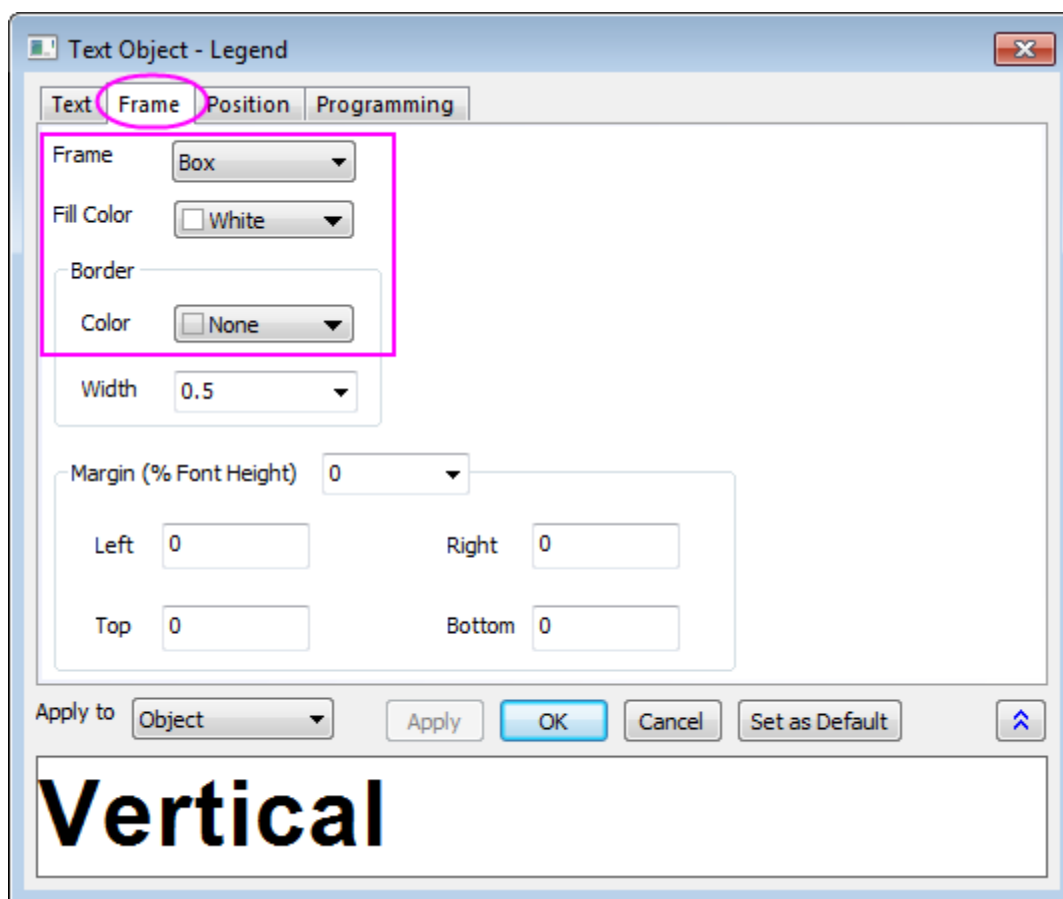 Text Object - Legend
Text Frame Position Programming
Frame Box
Fill Color White
Border
Color None
Width 0.5
Margin (% Font Height) 0
Left 0 Right 0
Top 0 Bottom 0
Apply to Object Apply OK Cancel Set as Default
Vertical